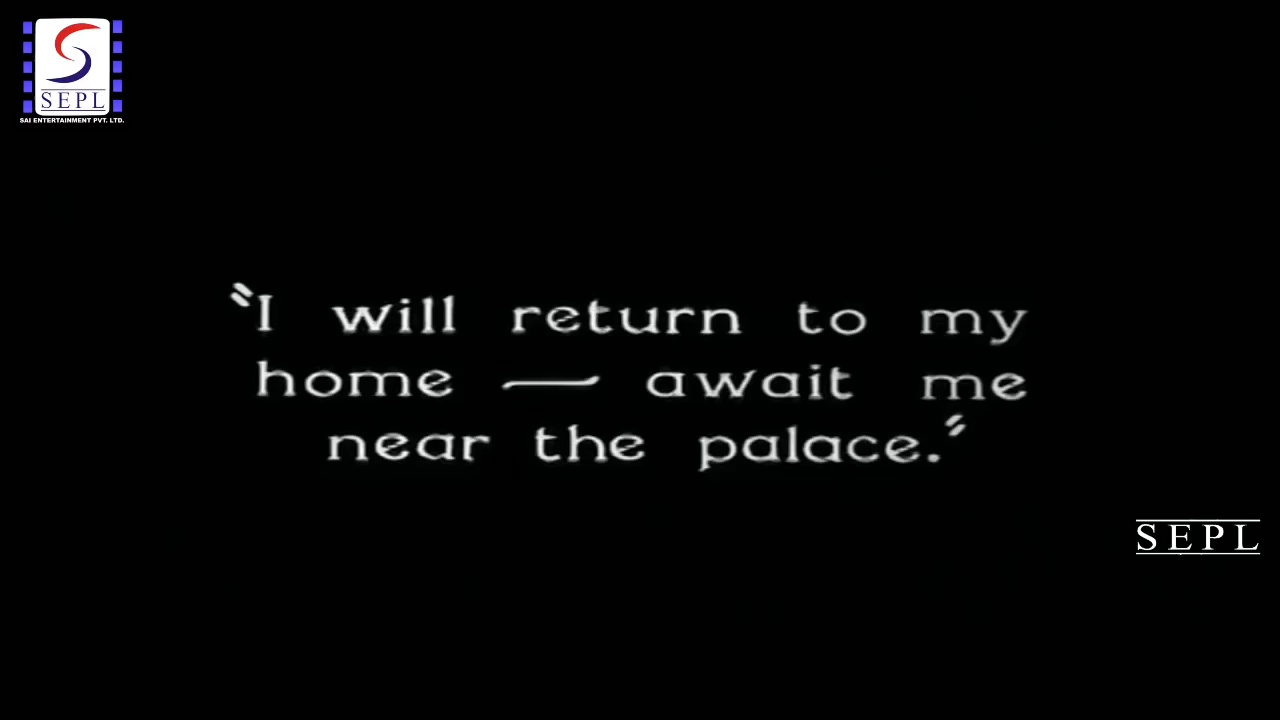 SEPL
SAI ENTERTAINMENT PVT. LTD.
"I will return to my
home — await me
near the palace."
SEPL